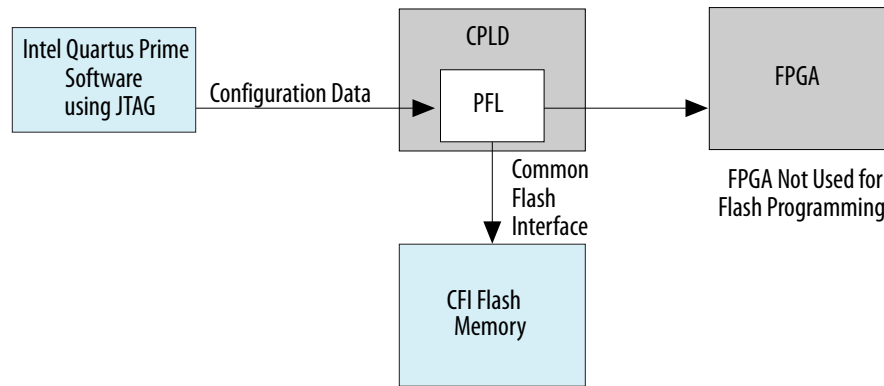 Intel Quartus Prime
Software
using JTAG
Configuration Data
CPLD
PFL
FPGA
FPGA Not Used for
Flash Programming
Common
Flash
Interface
CFI Flash
Memory